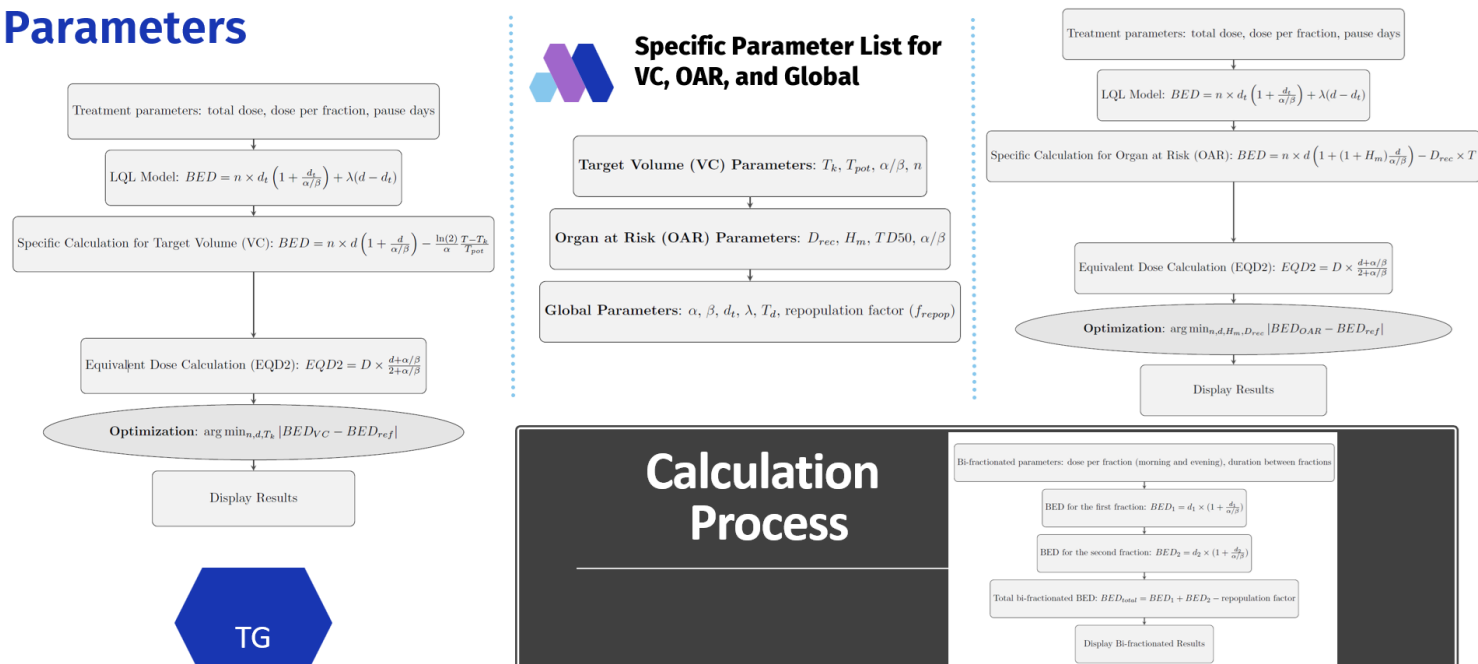 Parameters
Treatment parameters: total dose, dose per fraction, pause days
LQL Model: BED = n × d_t (1 + d_t/(α/β)) + λ(d − d_t)
Specific Calculation for Target Volume (VC): BED = n × d (1 + d/(α/β)) − ln(2)/α (T−T_k)/T_pot
Equivalent Dose Calculation (EQD2): EQD2 = D × (d+α/β)/(2+α/β)
Optimization: arg min_{n,d,T_k} |BED_VC − BED_ref|
Display Results
TG
Specific Parameter List for
VC, OAR, and Global
Target Volume (VC) Parameters: T_k, T_pot, α/β, n
Organ at Risk (OAR) Parameters: D_rec, H_m, TD50, α/β
Global Parameters: α, β, d_t, λ, T_d, repopulation factor (f_repop)
Treatment parameters: total dose, dose per fraction, pause days
LQL Model: BED = n × d_t (1 + d_t/(α/β)) + λ(d − d_t)
Specific Calculation for Organ at Risk (OAR): BED = n × d (1 + (1 + H_m) d/(α/β)) − D_rec × T
Equivalent Dose Calculation (EQD2): EQD2 = D × (d+α/β)/(2+α/β)
Optimization: arg min_{n,d,H_m,D_rec} |BED_OAR − BED_ref|
Display Results
Calculation
Process
Bi-fractionated parameters: dose per fraction (morning and evening), duration between fractions
BED for the first fraction: BED_1 = d_1 × (1 + d_1/(α/β))
BED for the second fraction: BED_2 = d_2 × (1 + d_2/(α/β))
Total bi-fractionated BED: BED_total = BED_1 + BED_2 − repopulation factor
Display Bi-fractionated Results